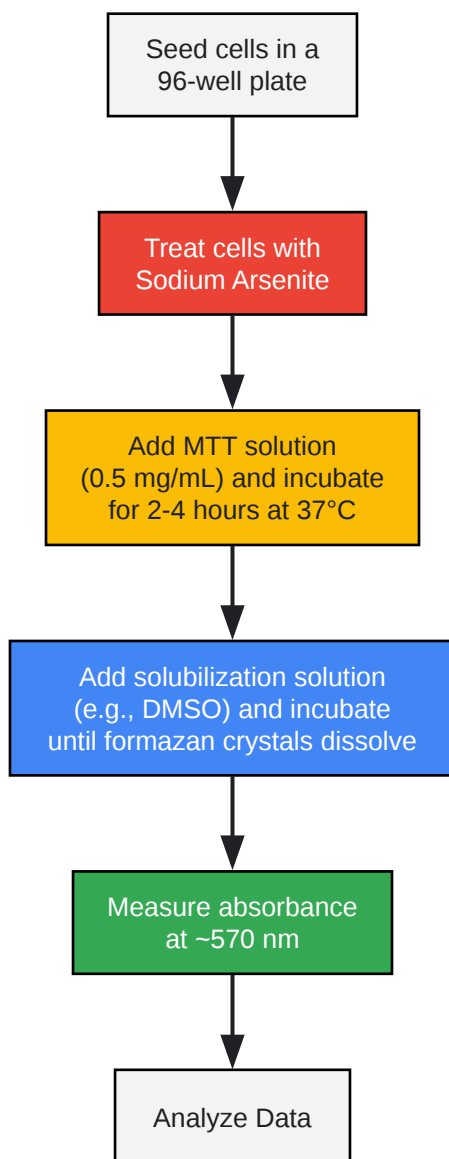 Seed cells in a
96-well plate
Treat cells with
Sodium Arsenite
Add MTT solution
(0.5 mg/mL) and incubate
for 2-4 hours at 37°C
Add solubilization solution
(e.g., DMSO) and incubate
until formazan crystals dissolve
Measure absorbance
at ~570 nm
Analyze Data